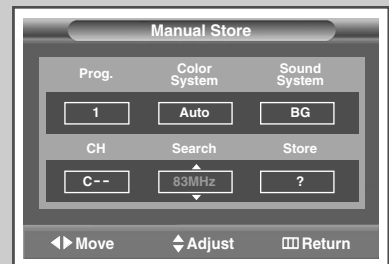 Manual Store
Prog. Color System Sound System
1 Auto BG
CH Search Store
C-- 83MHz ?
Move Adjust Return